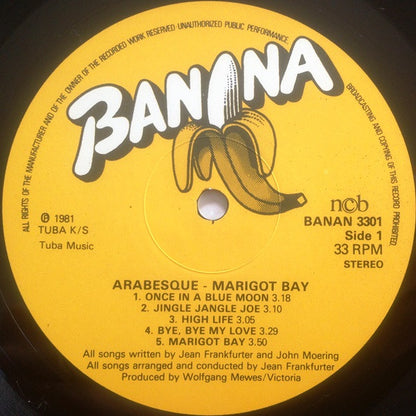 ALL RIGHTS OF THE MANUFACTURER AND OF THE OWNER OF THE RECORDED WORK RESERVED·UNAUTHORIZED PUBLIC PERFORMANCE,
BROADCASTING AND COPYING OF THIS RECORD PROHIBITED.
BANANA
℗ 1981
TUBA K/S
Tuba Music
n©b
BANAN 3301
Side 1
33 RPM
STEREO
ARABESQUE - MARIGOT BAY
1. ONCE IN A BLUE MOON 3.18
2. JINGLE JANGLE JOE 3.10
3. HIGH LIFE 3.05
4. BYE, BYE MY LOVE 3.29
5. MARIGOT BAY 3.50
All songs written by Jean Frankfurter and John Moering
All songs arranged and conducted by Jean Frankfurter
Produced by Wolfgang Mewes/Victoria